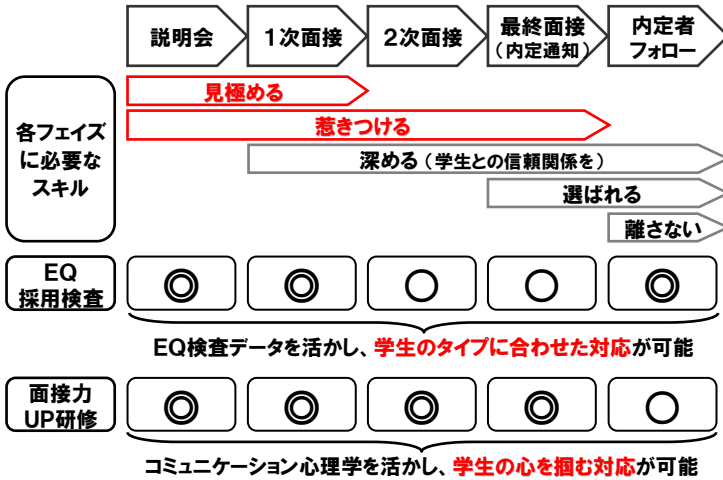 説明会
1次面接
2次面接
最終面接
（内定通知）
内定者
フォロー
各フェイズ
に必要な
スキル
見極める
惹きつける
深める（学生との信頼関係を）
選ばれる
離さない
EQ
採用検査
◎ ◎ ○ ○ ◎
EQ検査データを活かし、学生のタイプに合わせた対応が可能
面接力
UP研修
◎ ◎ ◎ ◎ ○
コミュニケーション心理学を活かし、学生の心を掴む対応が可能